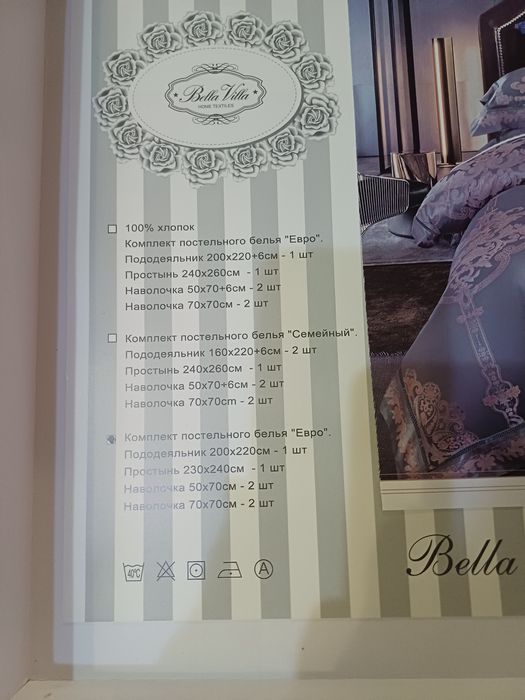 Bella Villa
HOME TEXTILES
100% хлопок
Комплект постельного белья "Евро".
Пододеяльник 200х220+6см - 1 шт
Простынь 240х260см - 1 шт
Наволочка 50х70+6см - 2 шт
Наволочка 70х70см - 2 шт
Комплект постельного белья "Семейный".
Пододеяльник 160х220+6см - 2 шт
Простынь 240х260см - 1 шт
Наволочка 50х70+6см - 2 шт
Наволочка 70х70cm - 2 шт
Комплект постельного белья "Евро".
Пододеяльник 200х220см - 1 шт
Простынь 230х240см - 1 шт
Наволочка 50х70см - 2 шт
Наволочка 70х70см - 2 шт
40°C
A
Bella